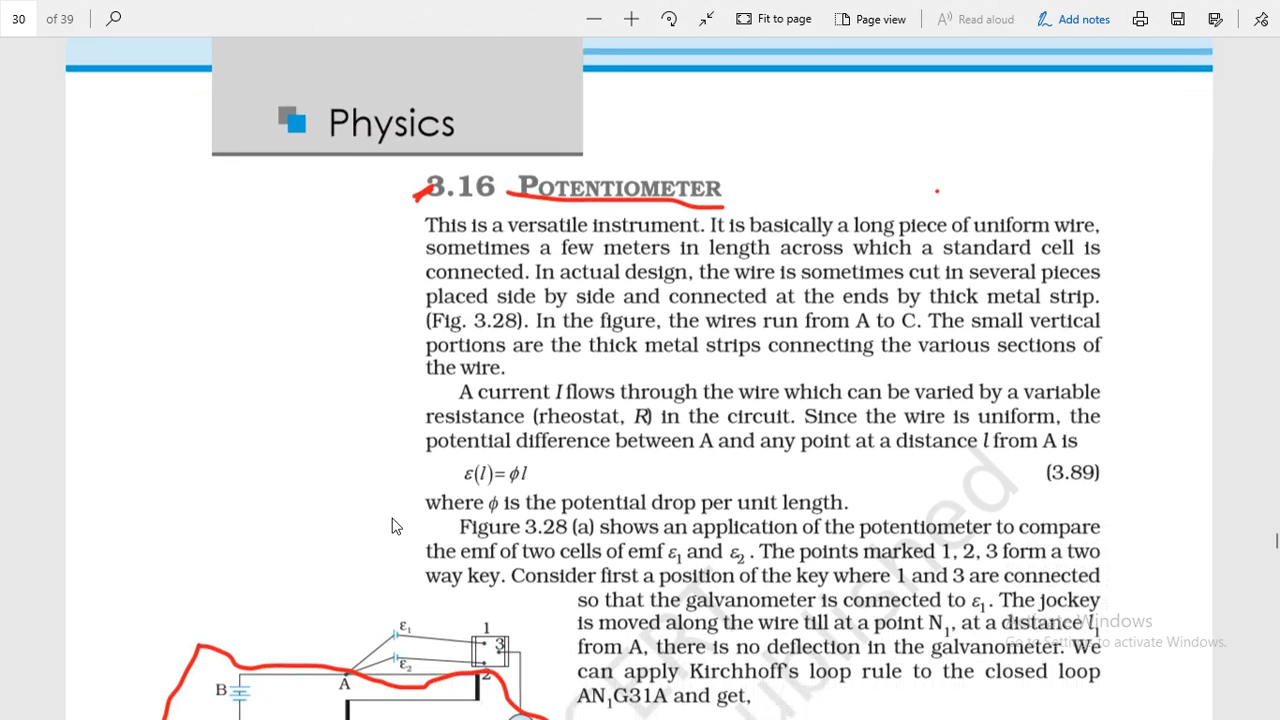 30 of 39 Fit to page Page view Read aloud Add notes
Physics
3.16 POTENTIOMETER
This is a versatile instrument. It is basically a long piece of uniform wire,
sometimes a few meters in length across which a standard cell is
connected. In actual design, the wire is sometimes cut in several pieces
placed side by side and connected at the ends by thick metal strip.
(Fig. 3.28). In the figure, the wires run from A to C. The small vertical
portions are the thick metal strips connecting the various sections of
the wire.
A current I flows through the wire which can be varied by a variable
resistance (rheostat, R) in the circuit. Since the wire is uniform, the
potential difference between A and any point at a distance l from A is
ε(l)= ϕl (3.89)
where ϕ is the potential drop per unit length.
Figure 3.28 (a) shows an application of the potentiometer to compare
the emf of two cells of emf ε₁ and ε₂ . The points marked 1, 2, 3 form a two
way key. Consider first a position of the key where 1 and 3 are connected
so that the galvanometer is connected to ε₁ . The jockey
is moved along the wire till at a point N₁, at a distance l₁
from A, there is no deflection in the galvanometer. We
can apply Kirchhoff's loop rule to the closed loop
AN₁G31A and get,
ε₁ 1
3
ε₂
2
A
B
Activate Windows
Go to Settings to activate Windows.